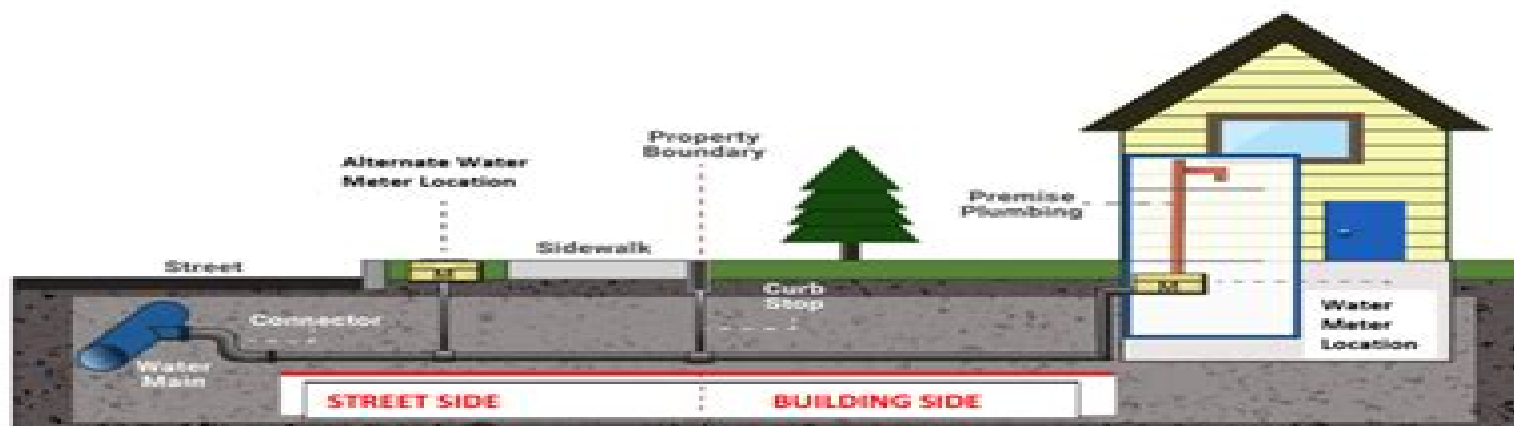 Property
Boundary
Alternate Water
Meter Location
Premise
Plumbing
Sidewalk
Street
M
Curb
Stop
M
Connector
Water
Meter
Location
Water
Main
STREET SIDE
BUILDING SIDE